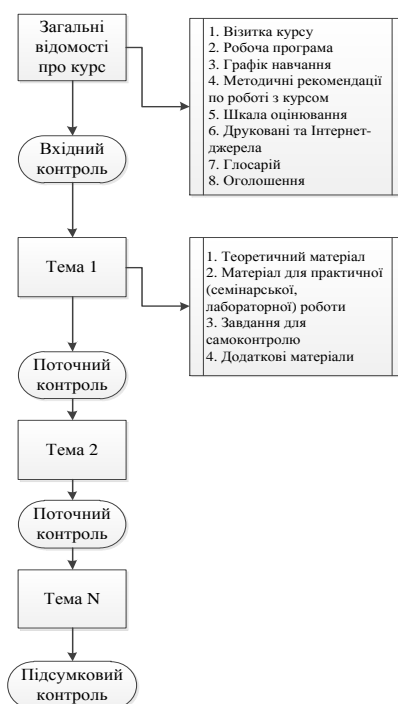 Загальні
відомості
про курс
1. Візитка курсу
2. Робоча програма
3. Графік навчання
4. Методичні рекомендації
по роботі з курсом
5. Шкала оцінювання
6. Друковані та Інтернет-
джерела
7. Глосарій
8. Оголошення
Вхідний
контроль
Тема 1
1. Теоретичний матеріал
2. Матеріал для практичної
(семінарської,
лабораторної) роботи
3. Завдання для
самоконтролю
4. Додаткові матеріали
Поточний
контроль
Тема 2
Поточний
контроль
Тема N
Підсумковий
контроль